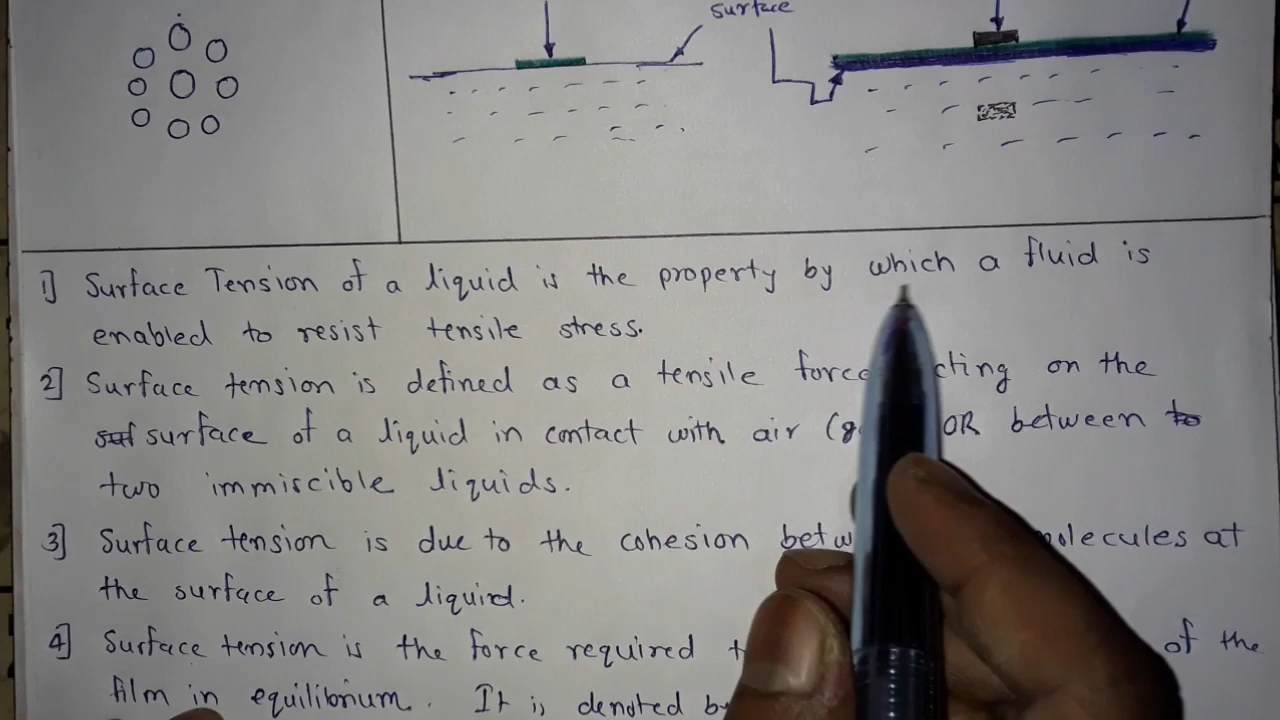 surface
1] Surface Tension of a liquid is the property by which a fluid is
enabled to resist tensile stress.
2] Surface tension is defined as a tensile force cting on the
surface of a liquid in contact with air ( OR between to
two immiscible liquids.
3] Surface tension is due to the cohesion betw molecules at
the surface of a liquid.
4] Surface tension is the force required of the
film in equilibrium. It is denoted by